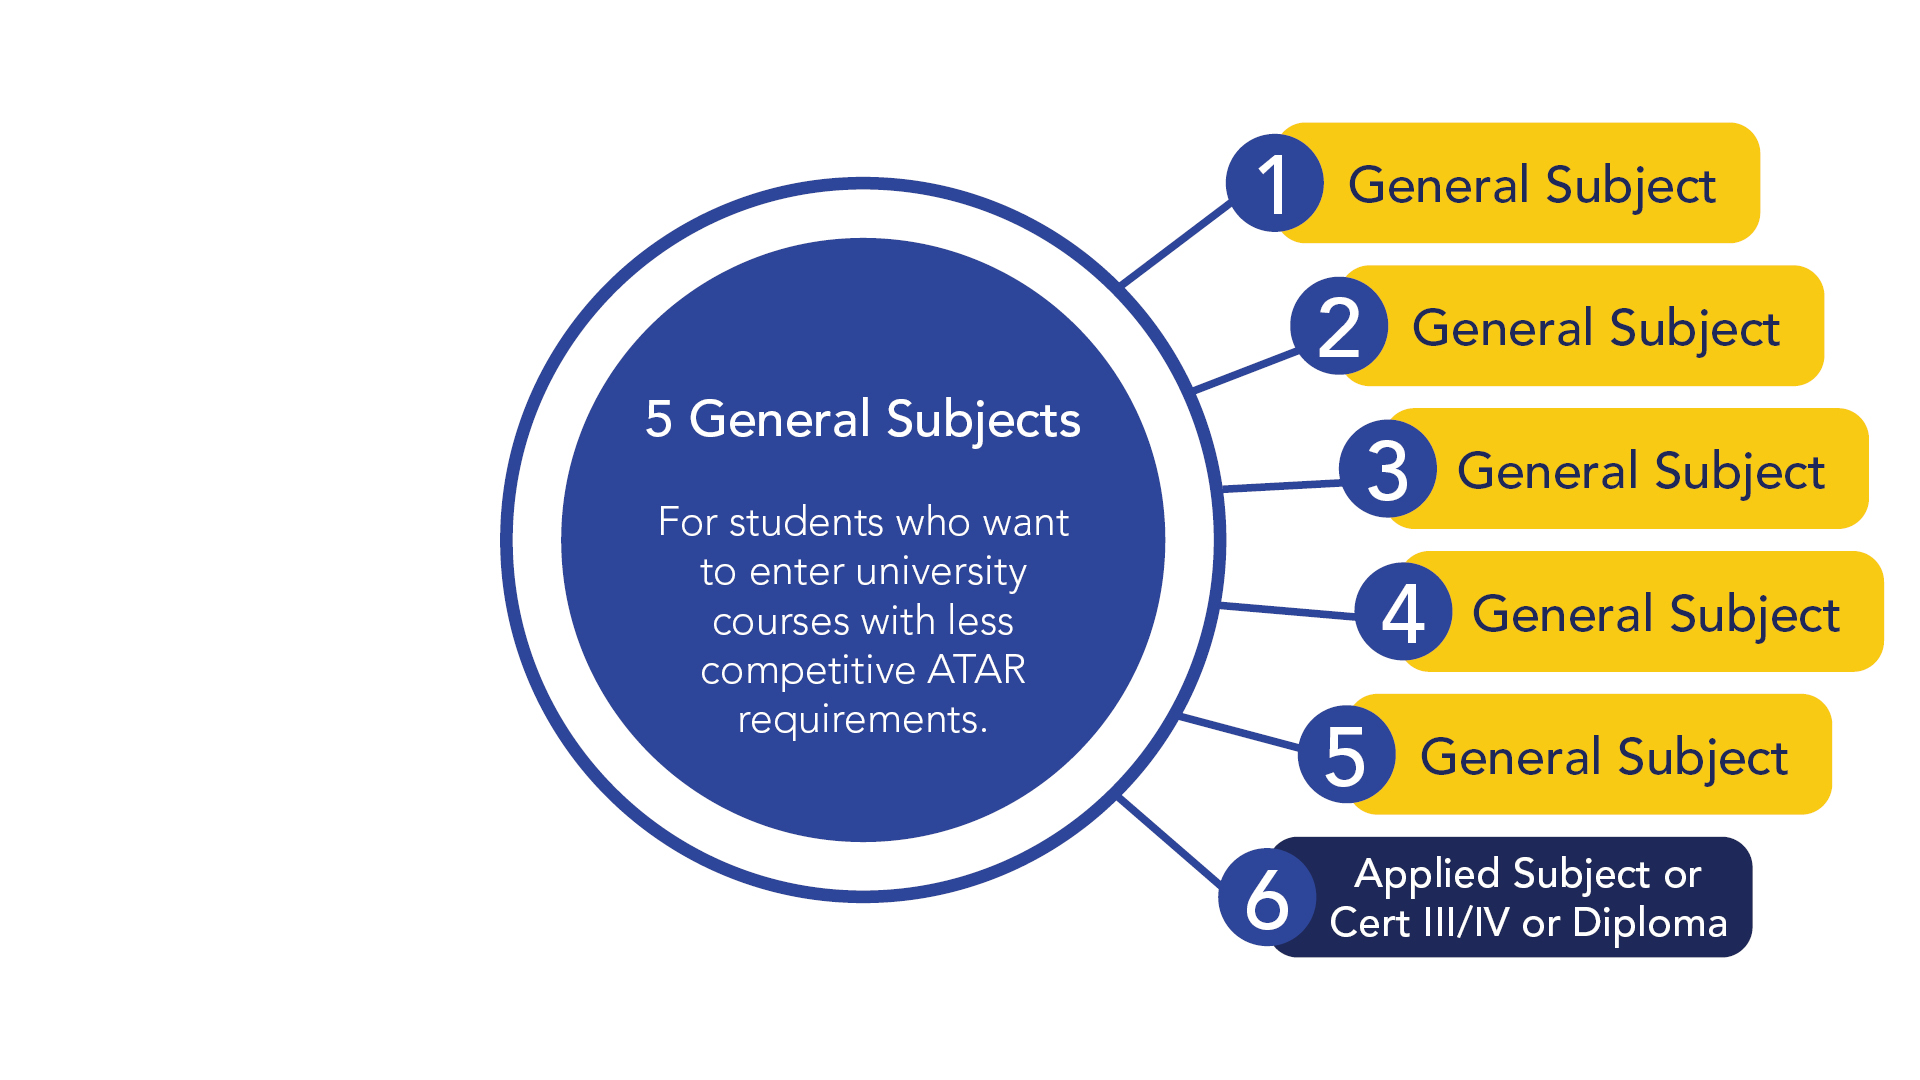 5 General Subjects
For students who want
to enter university
courses with less
competitive ATAR
requirements.
1 General Subject
2 General Subject
3 General Subject
4 General Subject
5 General Subject
6 Applied Subject or
Cert III/IV or Diploma